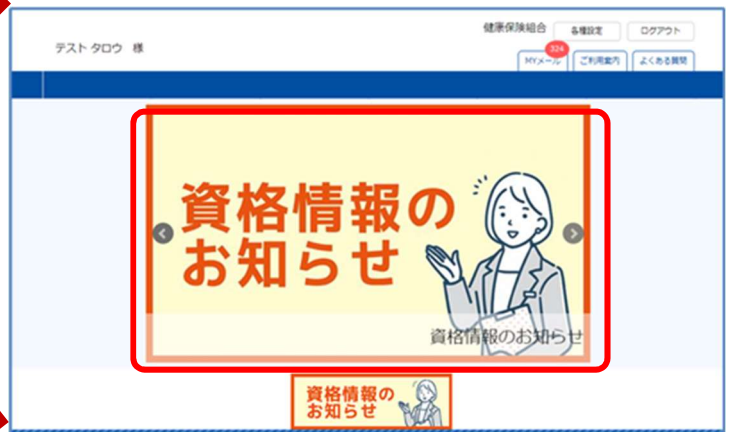 健康保険組合
各種設定
ログアウト
テスト タロウ 様
324
MYメール
ご利用案内
よくある質問
資格情報の
お知らせ
資格情報のお知らせ
資格情報の
お知らせ